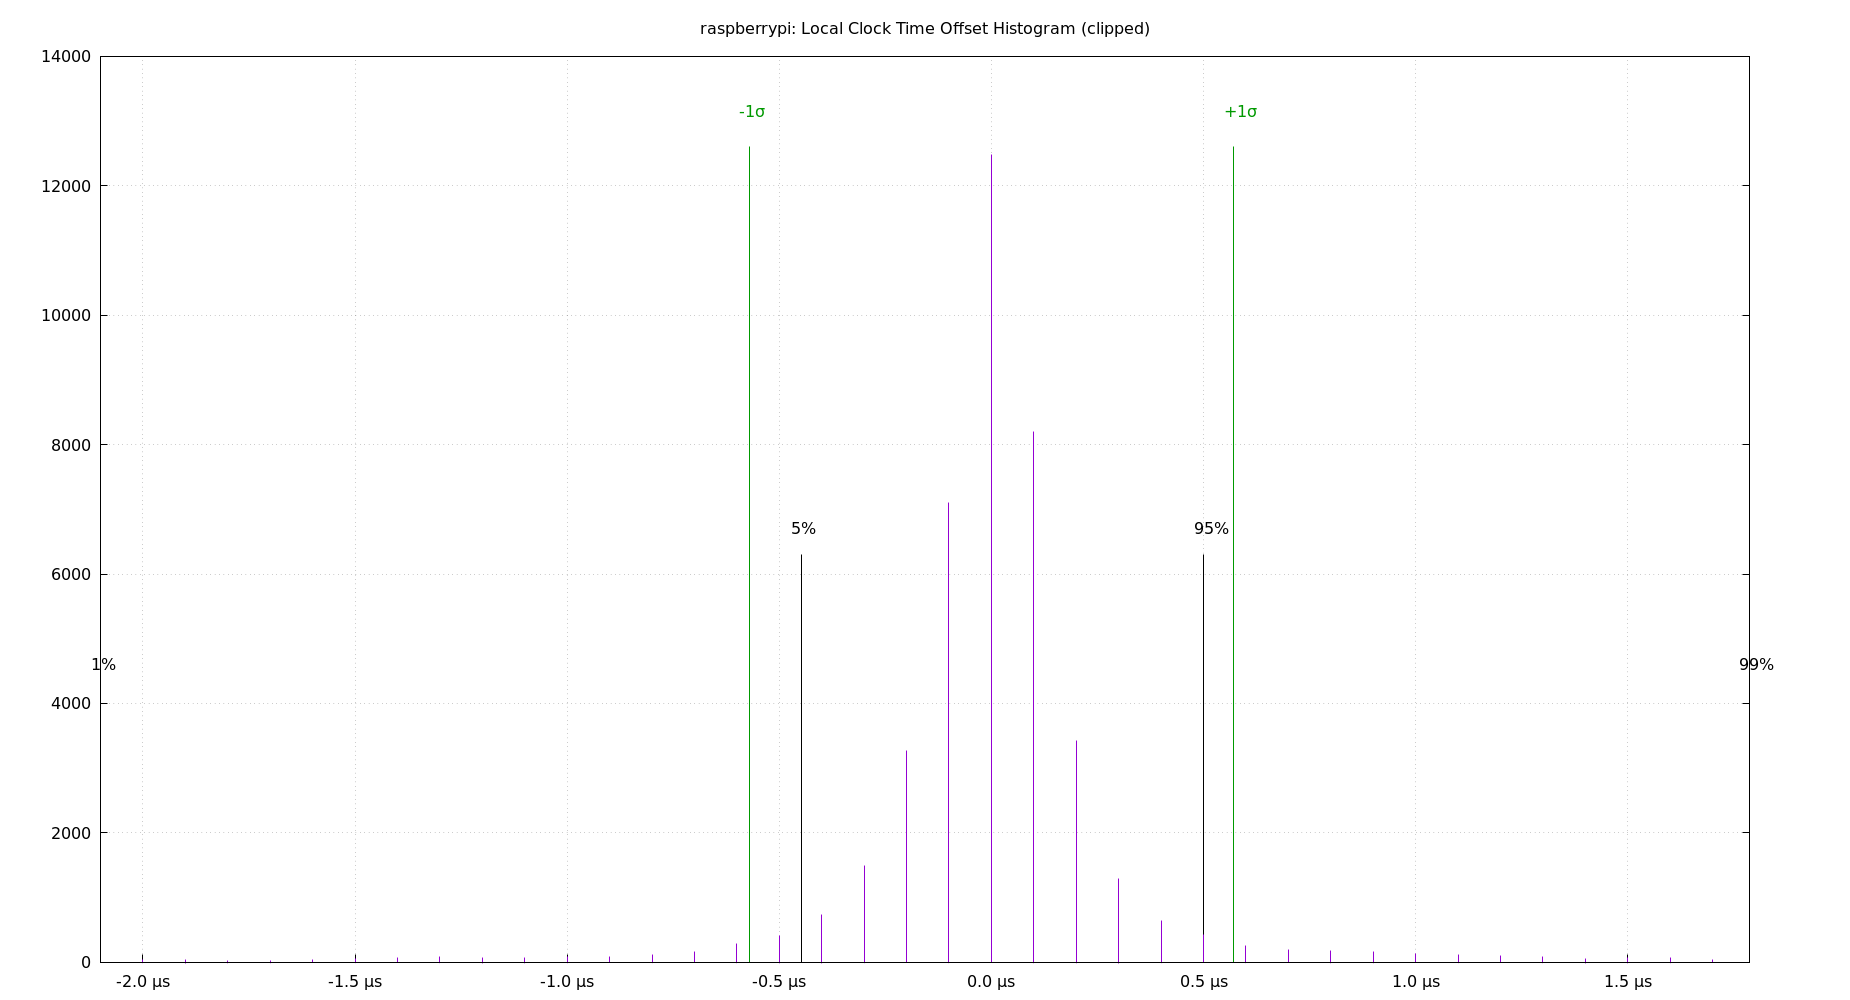 raspberrypi: Local Clock Time Offset Histogram (clipped)
14000
-1σ
+1σ
12000
10000
8000
5%
95%
6000
1%
99%
4000
2000
0
-2.0 µs
-1.5 µs
-1.0 µs
-0.5 µs
0.0 µs
0.5 µs
1.0 µs
1.5 µs